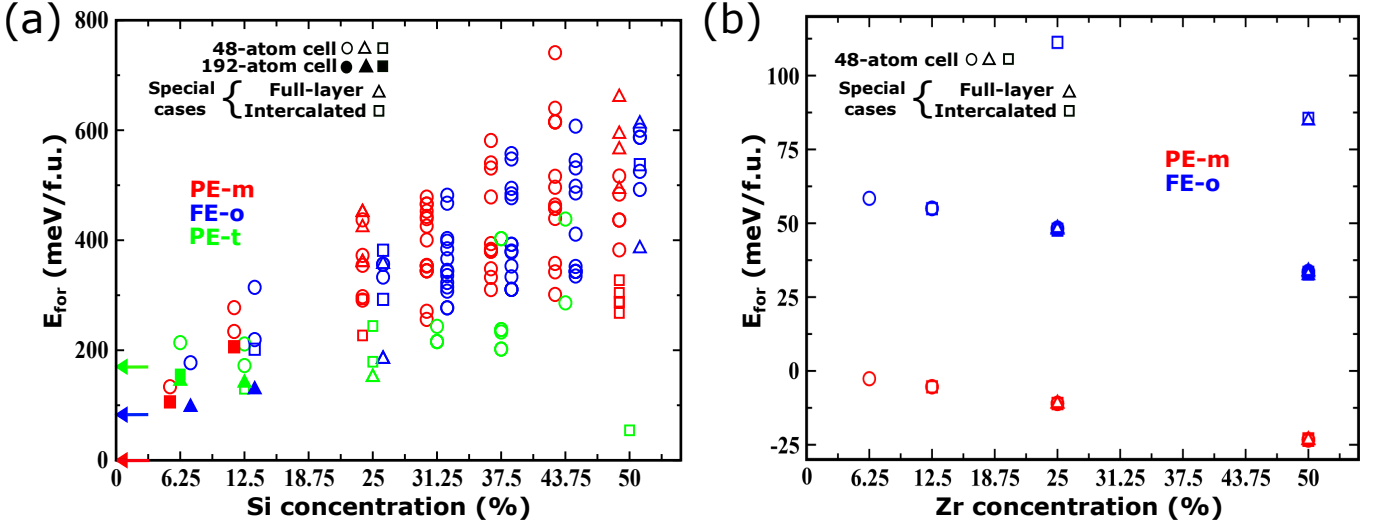 (a)
E_for (meV/f.u.)
800
600
400
200
0
48-atom cell
192-atom cell
Special cases { Full-layer
Intercalated
PE-m
FE-o
PE-t
0 6.25 12.5 18.75 25 31.25 37.5 43.75 50
Si concentration (%)
(b)
E_for (meV/f.u.)
100
75
50
25
0
-25
48-atom cell
Special cases { Full-layer
Intercalated
PE-m
FE-o
0 6.25 12.5 18.75 25 31.25 37.5 43.75 50
Zr concentration (%)